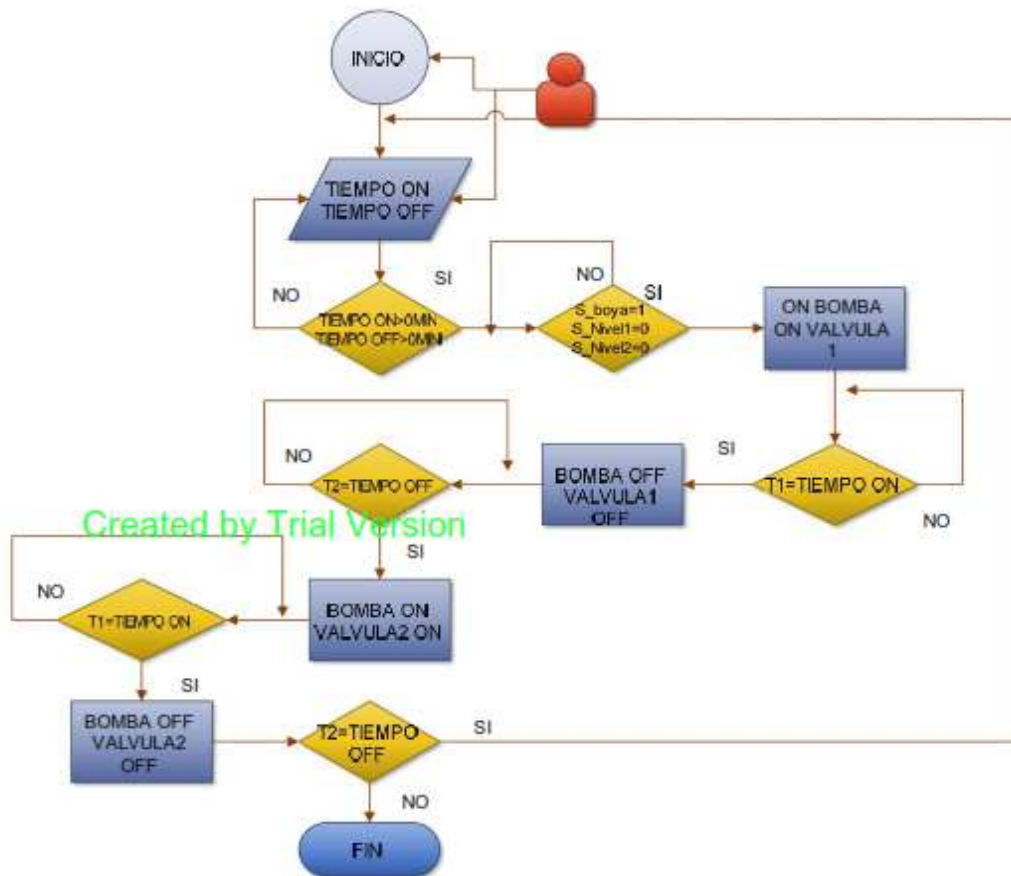 INICIO
TIEMPO ON
TIEMPO OFF
NO
SI
TIEMPO ON>0MIN
TIEMPO OFF>0MINI
NO
SI
S_boya=1
S_Nivel1=0
S_Nivel2=0
ON BOMBA
ON VALVULA
1
T1=TIEMPO ON
NO
SI
BOMBA OFF
VALVULA1
OFF
T2=TIEMPO OFF
NO
SI
Created by Trial Version
BOMBA ON
VALVULA2 ON
T1=TIEMPO ON
NO
SI
BOMBA OFF
VALVULA2
OFF
T2=TIEMPO
OFF
SI
NO
FIN